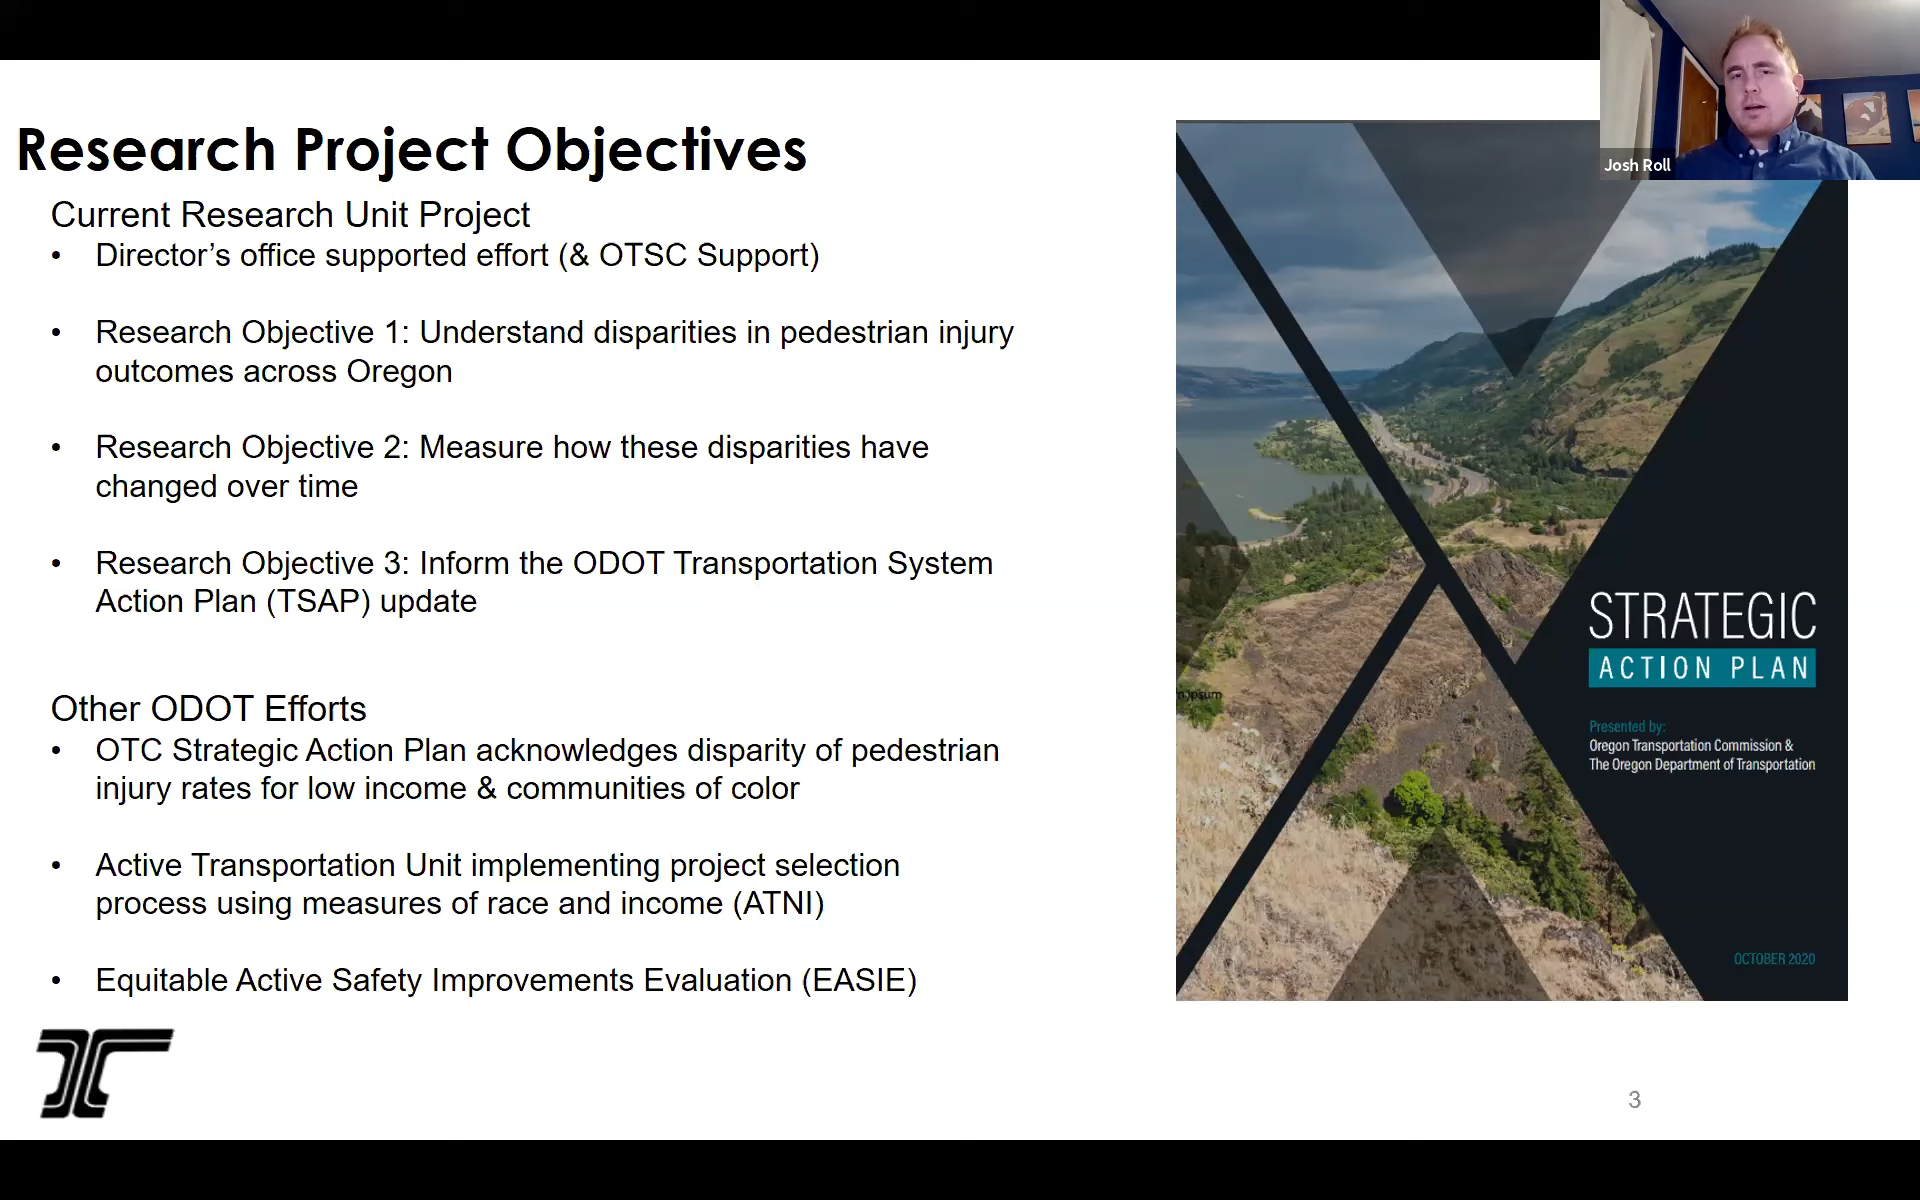 Research Project Objectives
Current Research Unit Project
• Director’s office supported effort (& OTSC Support)
• Research Objective 1: Understand disparities in pedestrian injury
outcomes across Oregon
• Research Objective 2: Measure how these disparities have
changed over time
• Research Objective 3: Inform the ODOT Transportation System
Action Plan (TSAP) update
Other ODOT Efforts
• OTC Strategic Action Plan acknowledges disparity of pedestrian
injury rates for low income & communities of color
• Active Transportation Unit implementing project selection
process using measures of race and income (ATNI)
• Equitable Active Safety Improvements Evaluation (EASIE)
Josh Roll
STRATEGIC
ACTION PLAN
Presented by:
Oregon Transportation Commission &
The Oregon Department of Transportation
OCTOBER 2020
3